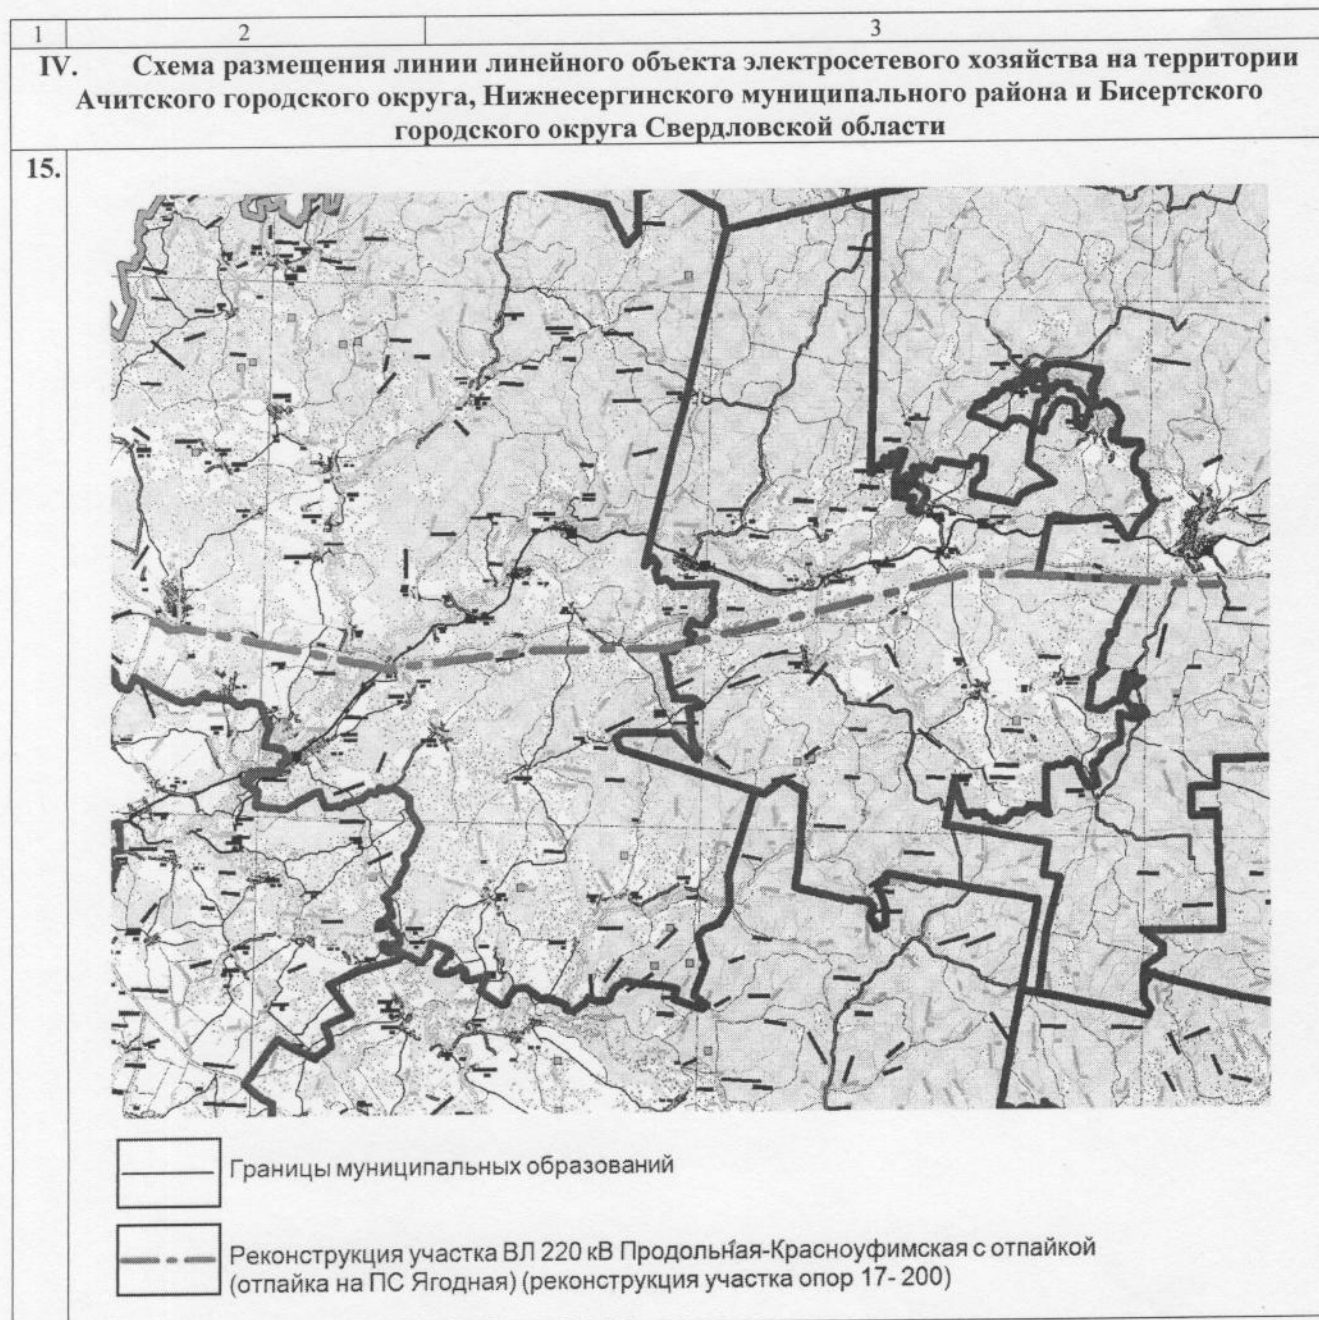 1 2 3
IV. Схема размещения линии линейного объекта электросетевого хозяйства на территории
Ачитского городского округа, Нижнесергинского муниципального района и Бисертского
городского округа Свердловской области
15.
Границы муниципальных образований
Реконструкция участка ВЛ 220 кВ Продольная-Красноуфимская с отпайкой
(отпайка на ПС Ягодная) (реконструкция участка опор 17- 200)